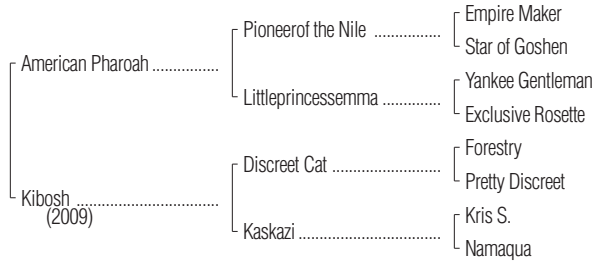 Empire Maker
Pioneerof the Nile ................
Star of Goshen
American Pharoah ................
Yankee Gentleman
Littleprincessemma ..............
Exclusive Rosette
Forestry
Discreet Cat ..........................
Pretty Discreet
Kibosh ..................................
(2009)
Kris S.
Kaskazi .................................
Namaqua